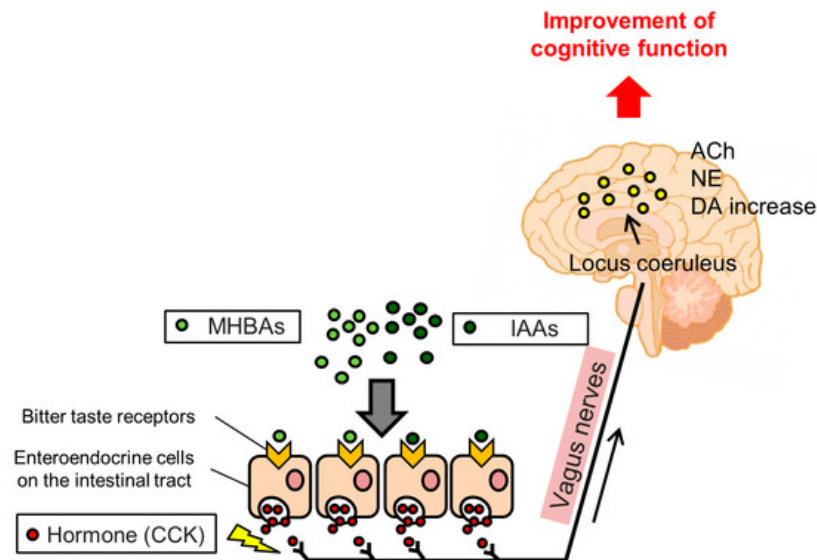 Improvement of
cognitive function
ACh
NE
DA increase
Locus coeruleus
MHBAs
IAAs
Vagus nerves
Bitter taste receptors
Enteroendocrine cells
on the intestinal tract
Hormone (CCK)